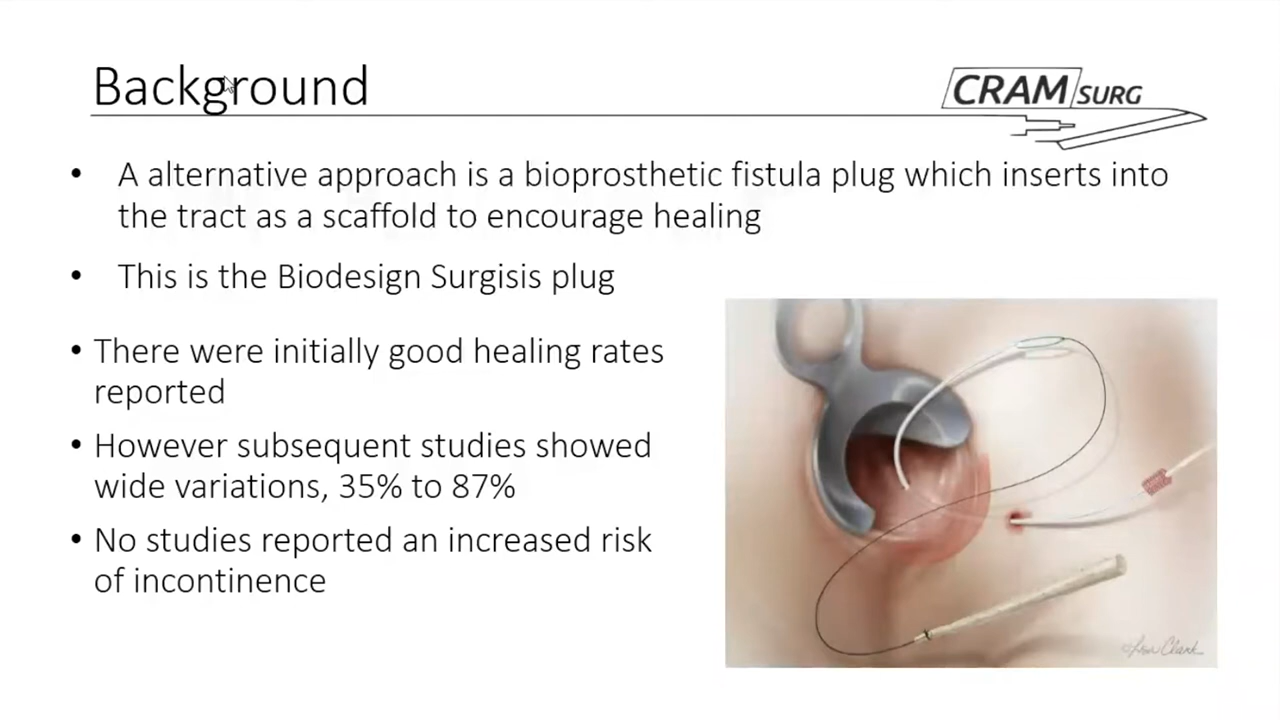 Background
CRAM SURG
• A alternative approach is a bioprosthetic fistula plug which inserts into
the tract as a scaffold to encourage healing
• This is the Biodesign Surgisis plug
• There were initially good healing rates
reported
• However subsequent studies showed
wide variations, 35% to 87%
• No studies reported an increased risk
of incontinence